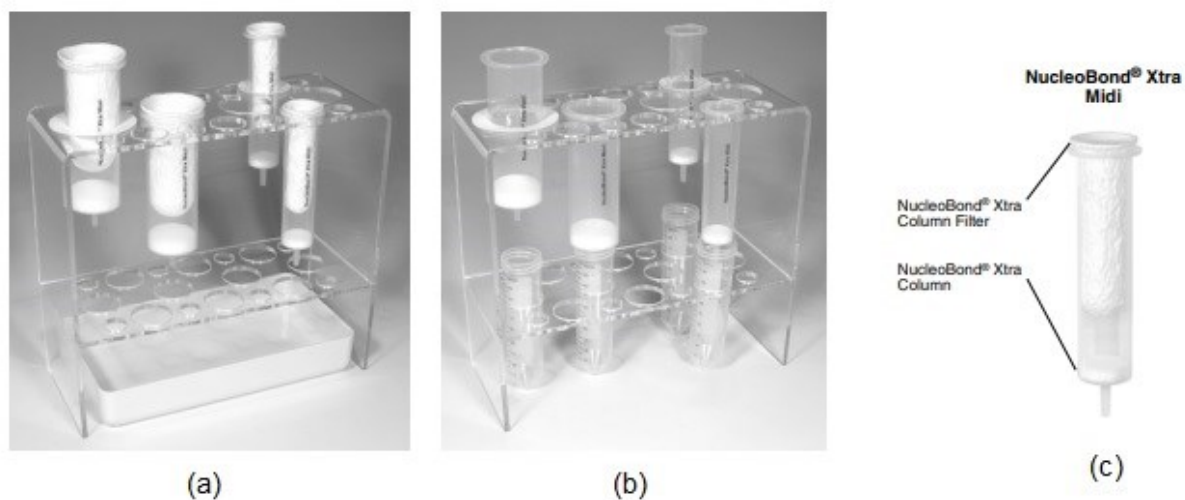 NucleoBond® Xtra
Midi
NucleoBond® Xtra
Column Filter
NucleoBond® Xtra
Column
(a)
(b)
(c)